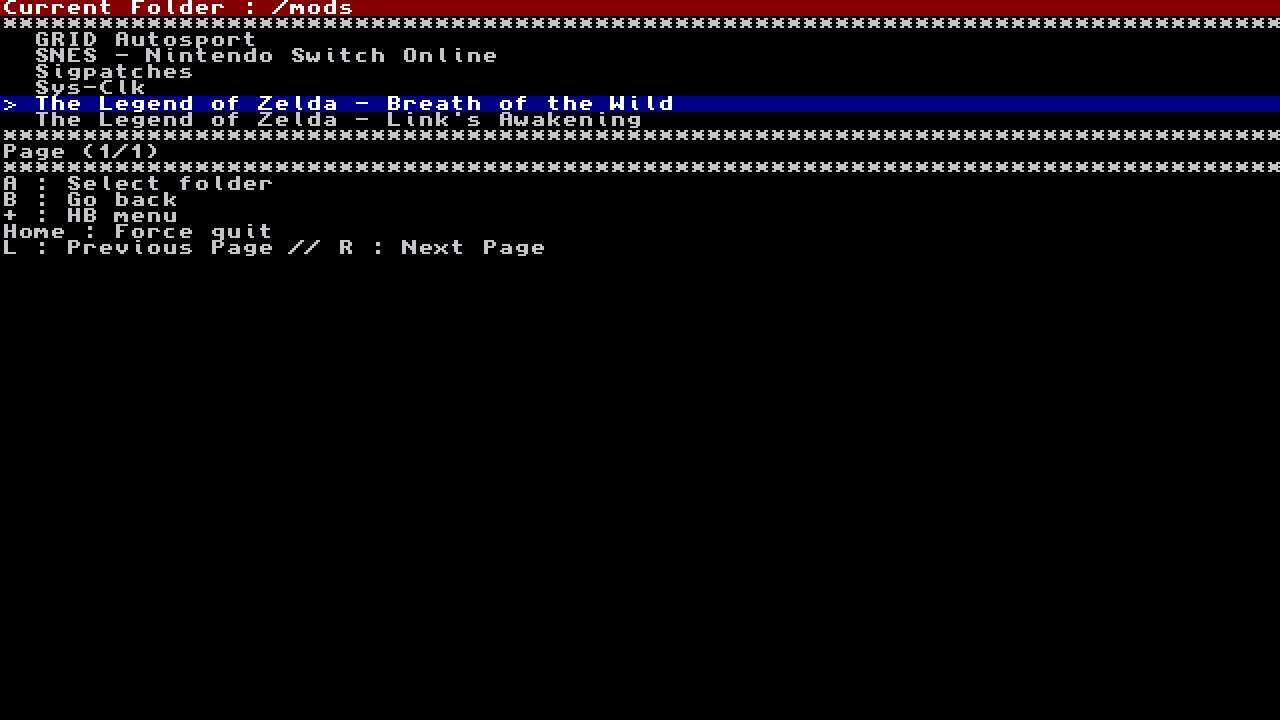 Current Folder : /mods
********************************************************************************
GRID Autosport
SNES - Nintendo Switch Online
Sigpatches
Sys-Clk
> The Legend of Zelda - Breath of the Wild
The Legend of Zelda - Link's Awakening
********************************************************************************
Page (1/1)
********************************************************************************
A : Select folder
B : Go back
+ : HB menu
Home : Force quit
L : Previous Page // R : Next Page